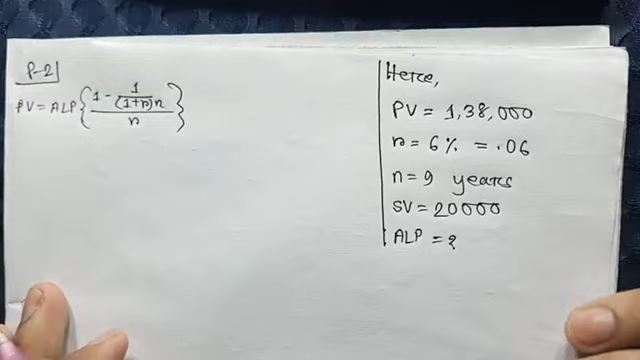 P-2
PV = ALP { 1 - 1/(1+r)n / r }
Here,
PV = 1,38,000
r = 6% = .06
n = 9 years
SV = 20000
ALP = ?